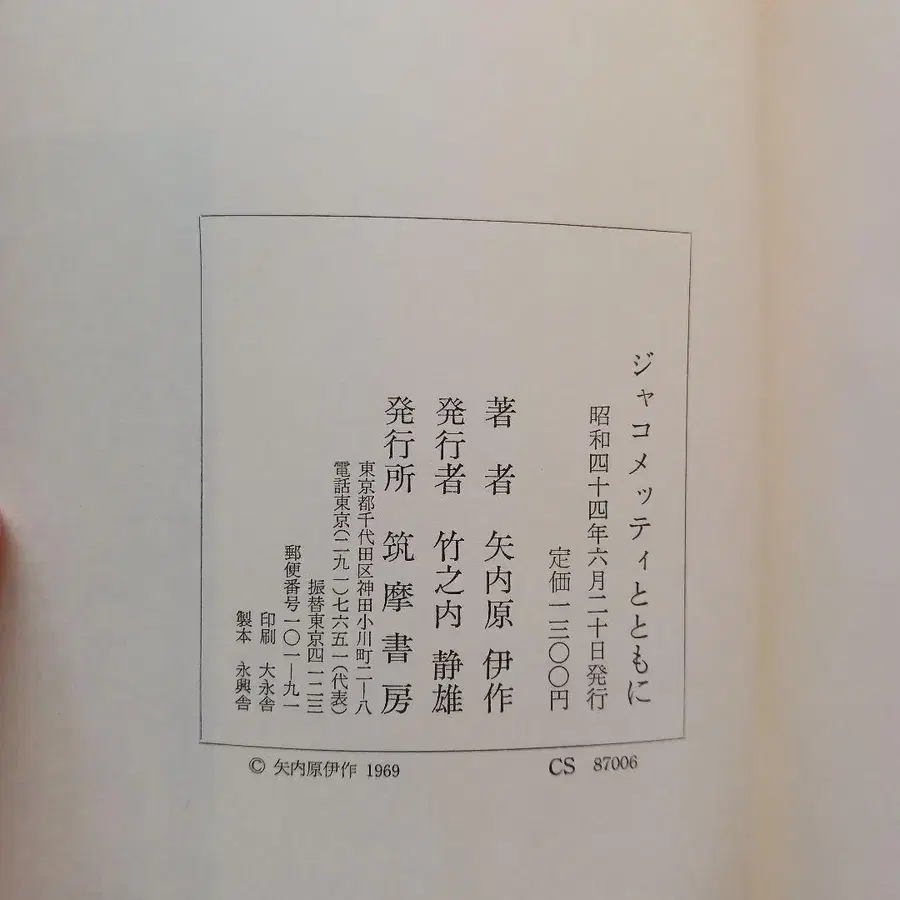 ジャコメッティとともに
昭和四十四年六月二十日発行
定価一三〇〇円
著者 矢内原伊作
発行者 竹之内静雄
発行所 筑摩書房
東京都千代田区神田小川町二ー八
電話東京(二九一)七六五一(代表)
振替東京四一二三
郵便番号一〇一ー九一
印刷 大永舎
製本 永興舎
© 矢内原伊作 1969
CS 87006